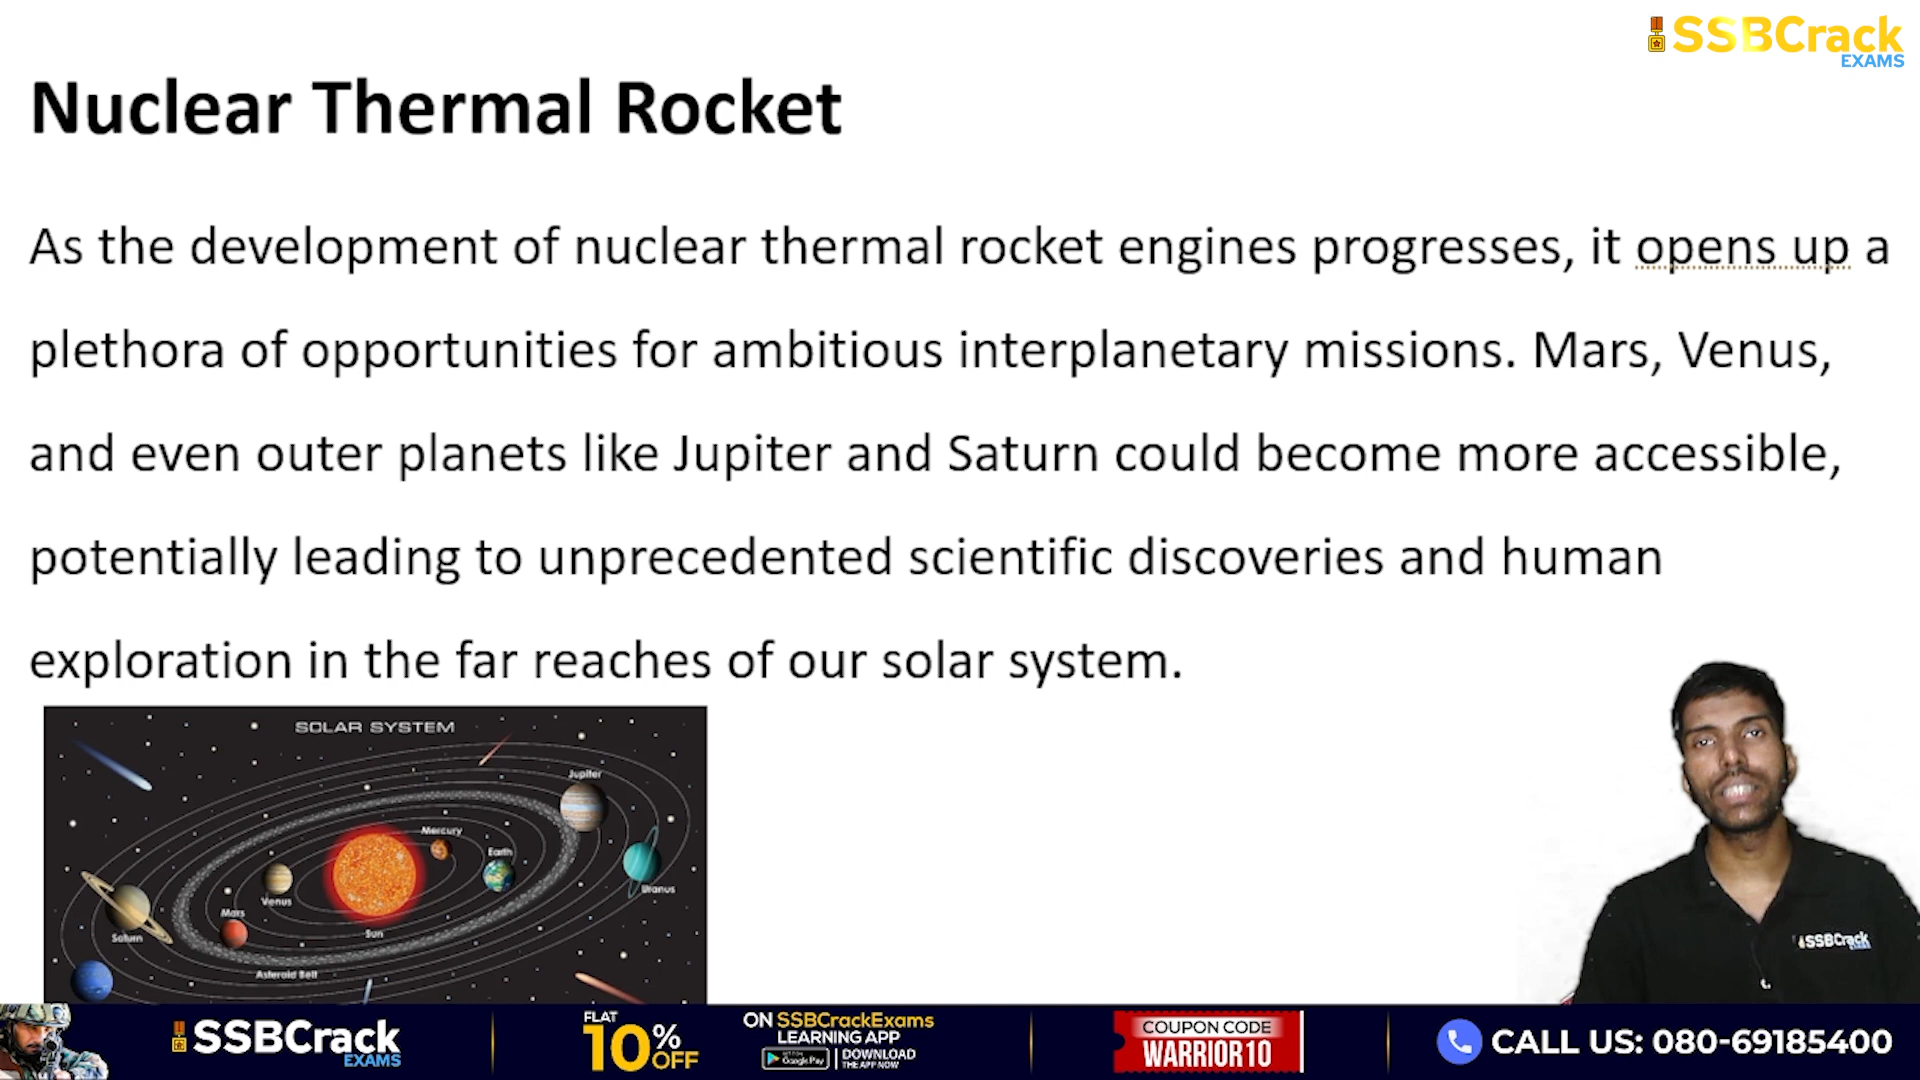 SSBCrack
EXAMS
Nuclear Thermal Rocket
As the development of nuclear thermal rocket engines progresses, it opens up a
plethora of opportunities for ambitious interplanetary missions. Mars, Venus,
and even outer planets like Jupiter and Saturn could become more accessible,
potentially leading to unprecedented scientific discoveries and human
exploration in the far reaches of our solar system.
SOLAR SYSTEM
Jupiter
Mercury
Earth
Uranus
Venus
Mars
Sun
Saturn
Asteroid Belt
SSBCrack
SSBCrack
EXAMS
FLAT
10% OFF
ON SSBCrackExams
LEARNING APP
Google Play
DOWNLOAD
THE APP NOW
COUPON CODE
WARRIOR10
CALL US: 080-69185400